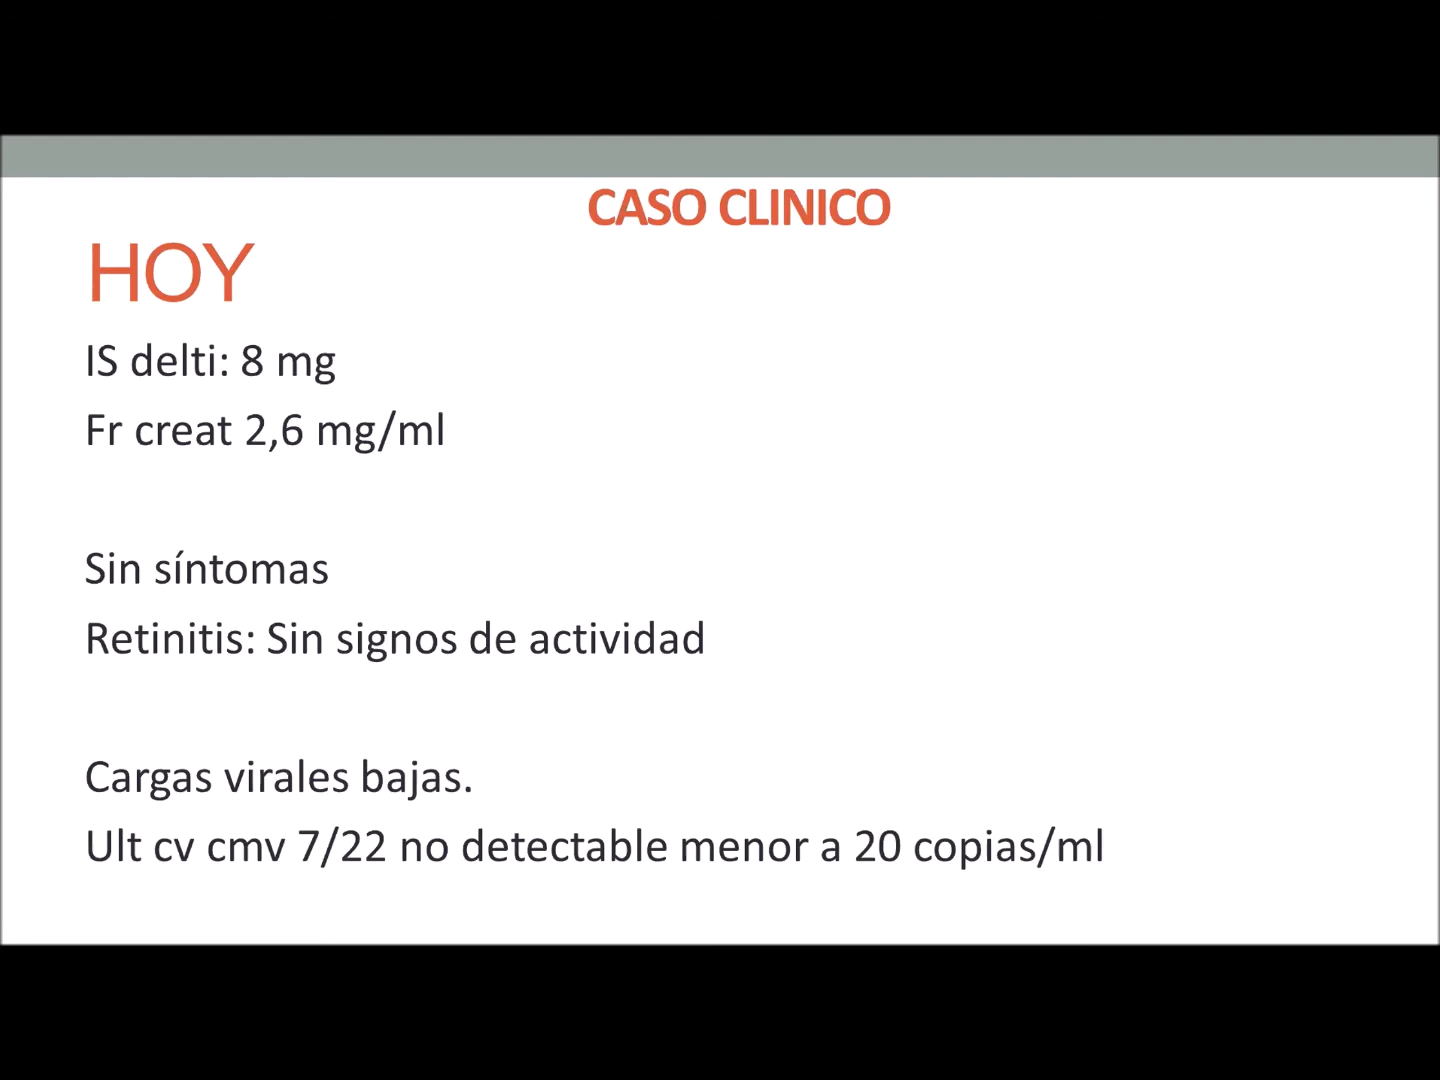 CASO CLINICO
HOY
IS delti: 8 mg
Fr creat 2,6 mg/ml
Sin síntomas
Retinitis: Sin signos de actividad
Cargas virales bajas.
Ult cv cmv 7/22 no detectable menor a 20 copias/ml